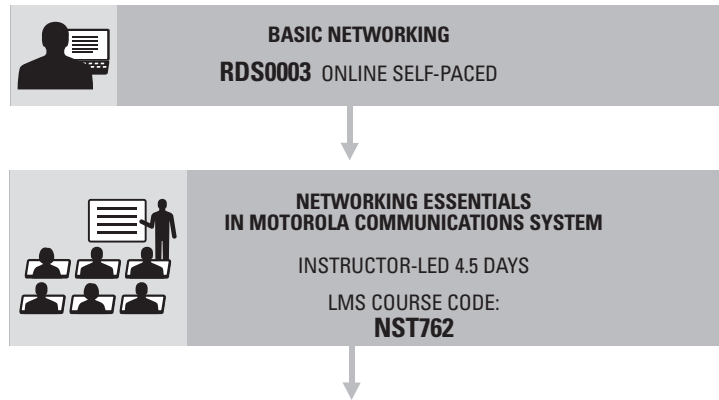 BASIC NETWORKING
RDS0003 ONLINE SELF-PACED
NETWORKING ESSENTIALS
IN MOTOROLA COMMUNICATIONS SYSTEM
INSTRUCTOR-LED 4.5 DAYS
LMS COURSE CODE:
NST762